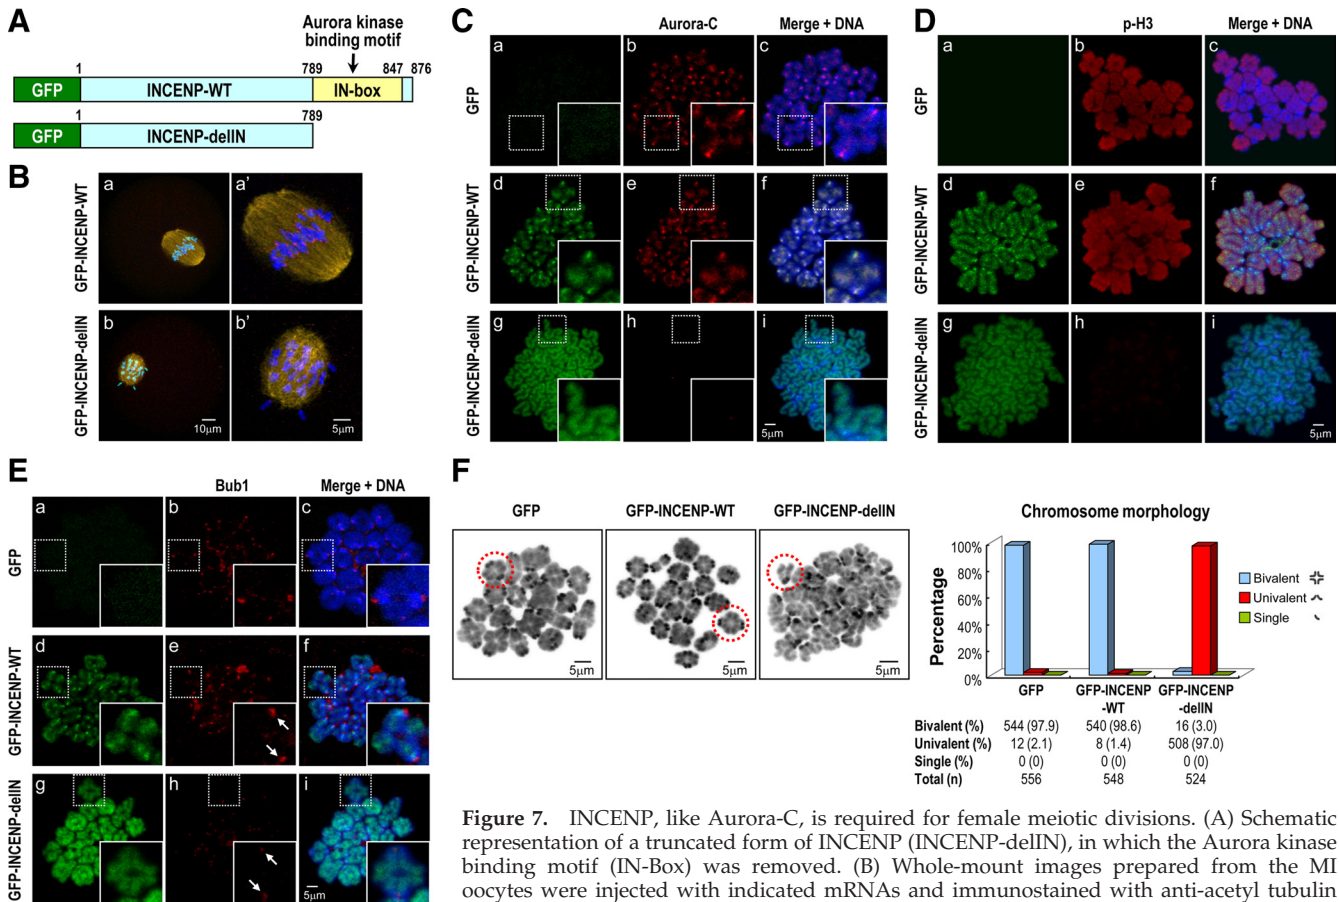 A
Aurora kinase
binding motif
1
789
847
876
GFP
INCENP-WT
IN-box
1
789
GFP
INCENP-delIN
B
GFP-INCENP-WT
a
a'
GFP-INCENP-delIN
b
b'
10µm
5µm
C
Aurora-C
Merge + DNA
GFP
a
b
c
GFP-INCENP-WT
d
e
f
GFP-INCENP-delIN
g
h
i
5µm
D
p-H3
Merge + DNA
GFP
a
b
c
GFP-INCENP-WT
d
e
f
GFP-INCENP-delIN
g
h
i
5µm
E
Bub1
Merge + DNA
GFP
a
b
c
GFP-INCENP-WT
d
e
f
GFP-INCENP-delIN
g
h
i
5µm
F
GFP
GFP-INCENP-WT
GFP-INCENP-delIN
5µm
5µm
5µm
Chromosome morphology
Percentage
100%
80%
60%
40%
20%
0%
Bivalent
Univalent
Single
GFP
GFP-INCENP
-WT
GFP-INCENP
-delIN
Bivalent (%) 544 (97.9) 540 (98.6) 16 (3.0)
Univalent (%) 12 (2.1) 8 (1.4) 508 (97.0)
Single (%) 0 (0) 0 (0) 0 (0)
Total (n) 556 548 524
Figure 7. INCENP, like Aurora-C, is required for female meiotic divisions. (A) Schematic
representation of a truncated form of INCENP (INCENP-delIN), in which the Aurora kinase
binding motif (IN-Box) was removed. (B) Whole-mount images prepared from the MI
oocytes were injected with indicated mRNAs and immunostained with anti-acetyl tubulin